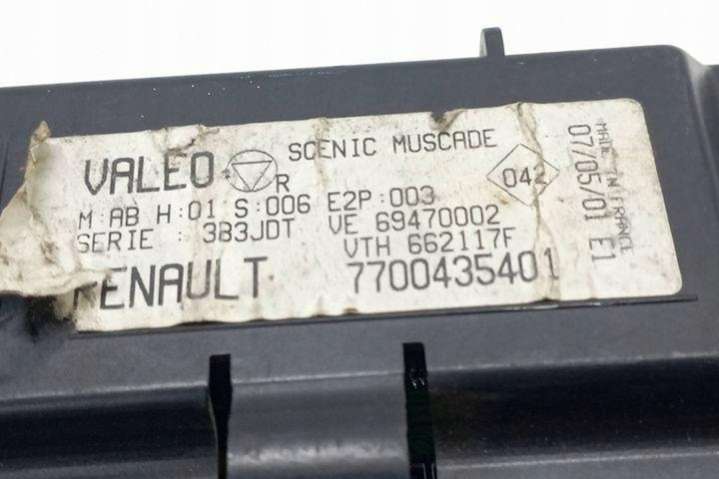 VALEO R SCENIC MUSCADE
M:AB H:01 S:006 E2P:003
SERIE : 3B3JDT VE 69470002
VTH 662117F
RENAULT 7700435401
042
MADE IN FRANCE
07/05/01 E1